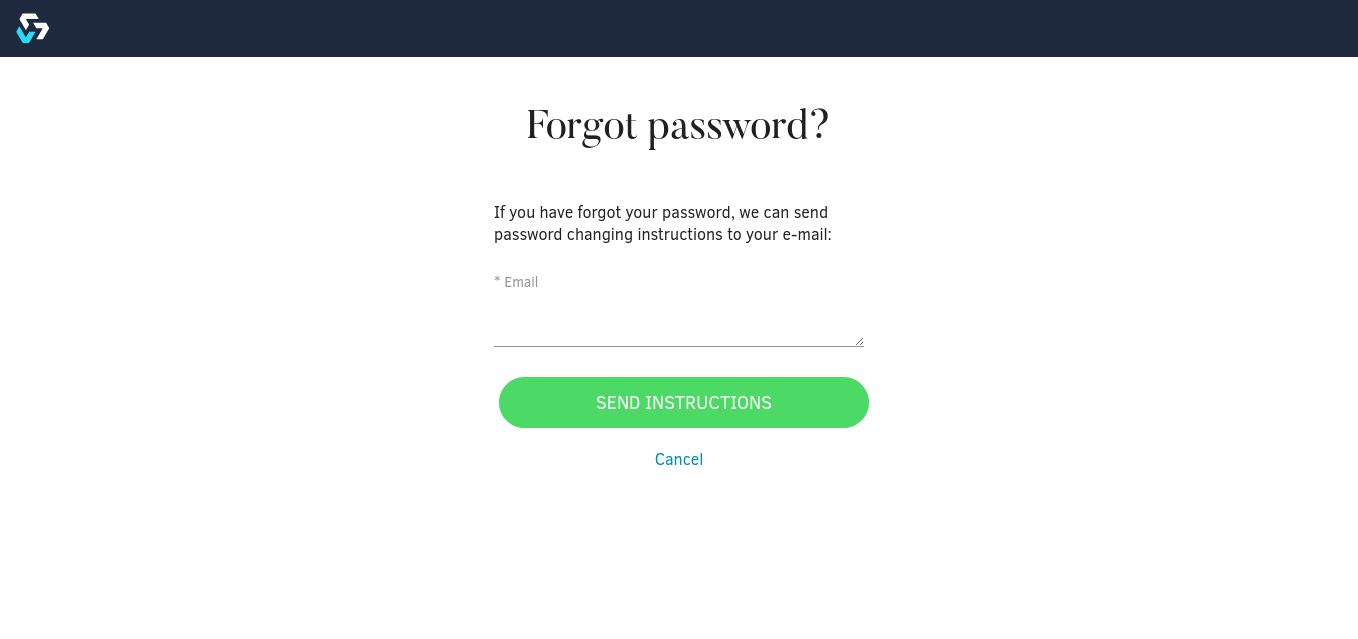 Forgot password?
If you have forgot your password, we can send
password changing instructions to your e-mail:
* Email
SEND INSTRUCTIONS
Cancel